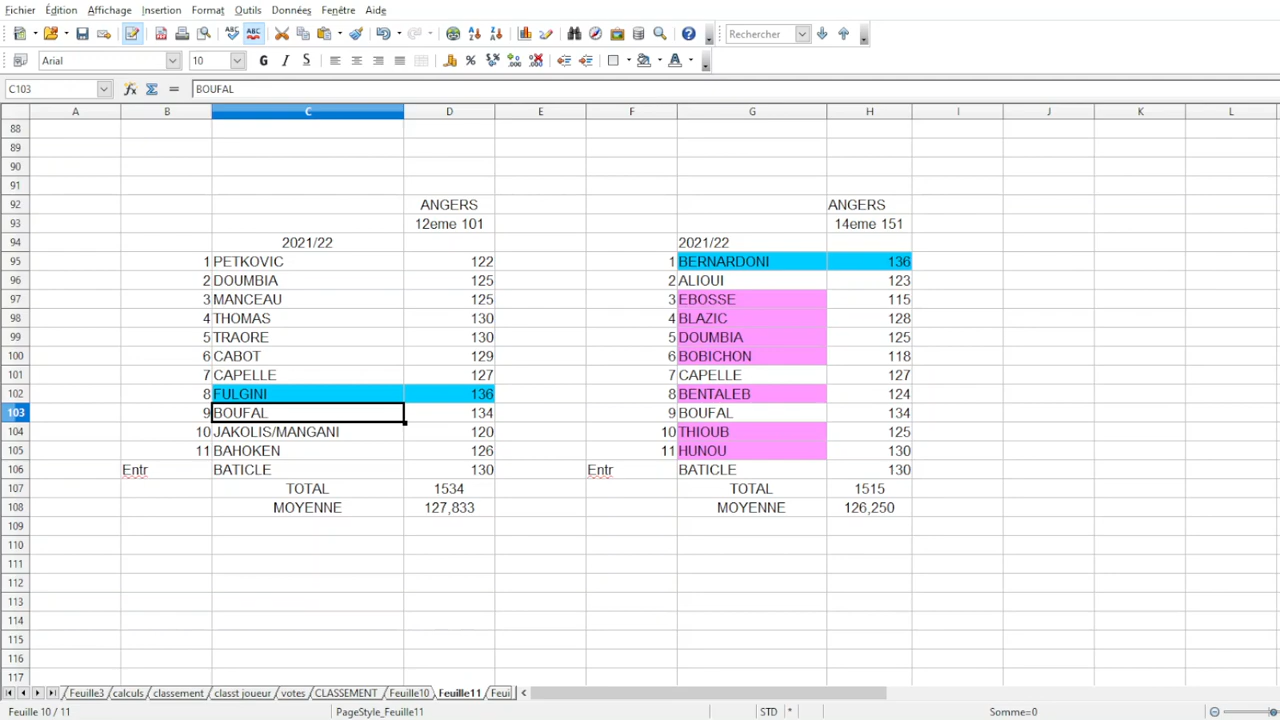 Fichier Édition Affichage Insertion Format Outils Données Fenêtre Aide
ABC ABC Rechercher
Arial 10 G I S
C103 BOUFAL
A B C D E F G H I J K L
88
89
90
91
92 ANGERS ANGERS
93 12eme 101 14eme 151
94 2021/22 2021/22
95 1 PETKOVIC 122 1 BERNARDONI 136
96 2 DOUMBIA 125 2 ALIOUI 123
97 3 MANCEAU 125 3 EBOSSE 115
98 4 THOMAS 130 4 BLAZIC 128
99 5 TRAORE 130 5 DOUMBIA 125
100 6 CABOT 129 6 BOBICHON 118
101 7 CAPELLE 127 7 CAPELLE 127
102 8 FULGINI 136 8 BENTALEB 124
103 9 BOUFAL 134 9 BOUFAL 134
104 10 JAKOLIS/MANGANI 120 10 THIOUB 125
105 11 BAHOKEN 126 11 HUNOU 130
106 Entr BATICLE 130 Entr BATICLE 130
107 TOTAL 1534 TOTAL 1515
108 MOYENNE 127,833 MOYENNE 126,250
109
110
111
112
113
114
115
116
117
Feuille3 calculs classement classt joueur votes CLASSEMENT Feuille10 Feuille11 Feui
Feuille 10 / 11 PageStyle_Feuille11 STD * Somme=0